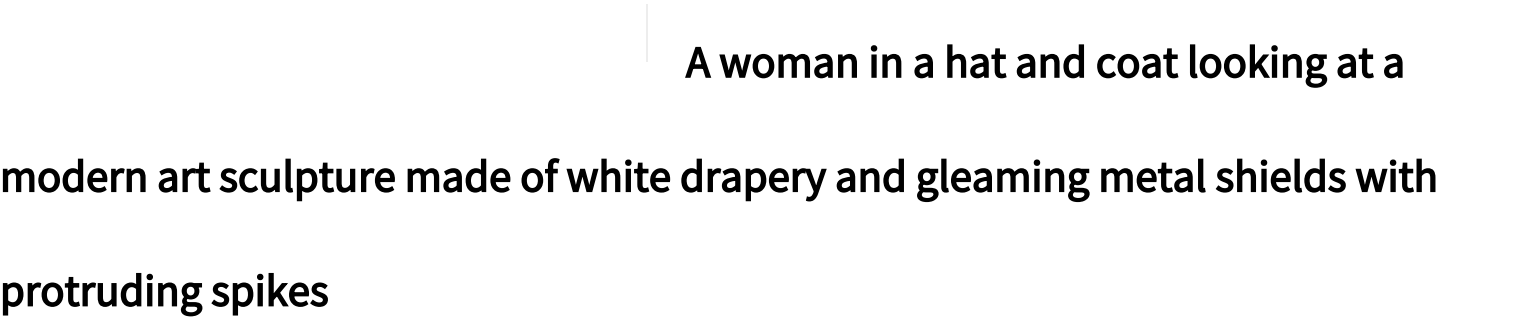 A woman in a hat and coat looking at a
modern art sculpture made of white drapery and gleaming metal shields with
protruding spikes